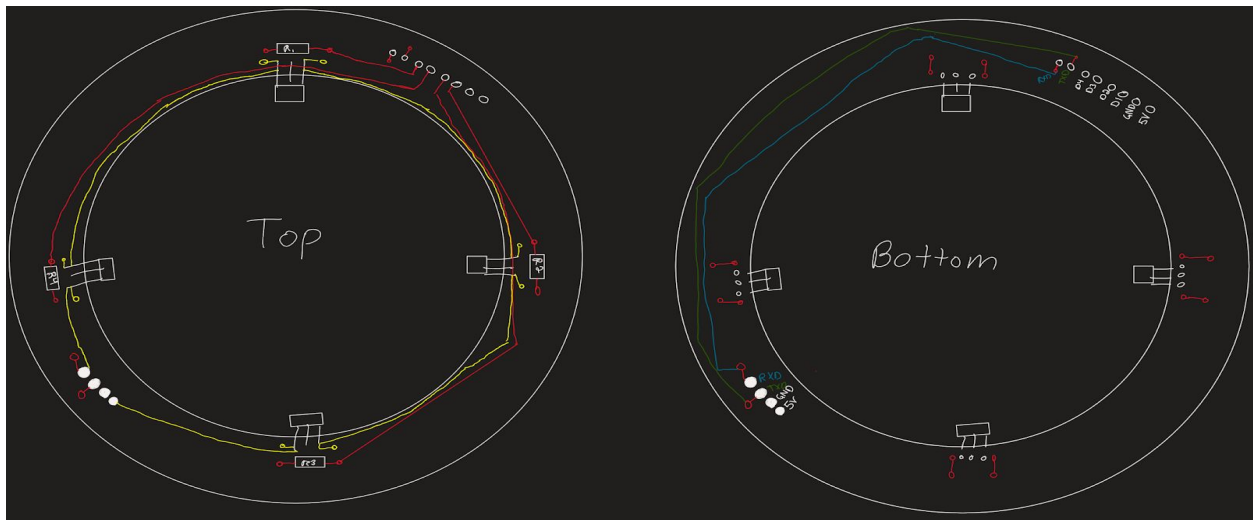 Top
R1
R2
R3
R4
Bottom
RX0
TX0
D4
D3
D2
D1
GND
5V
RX0
TX0
GND
5V